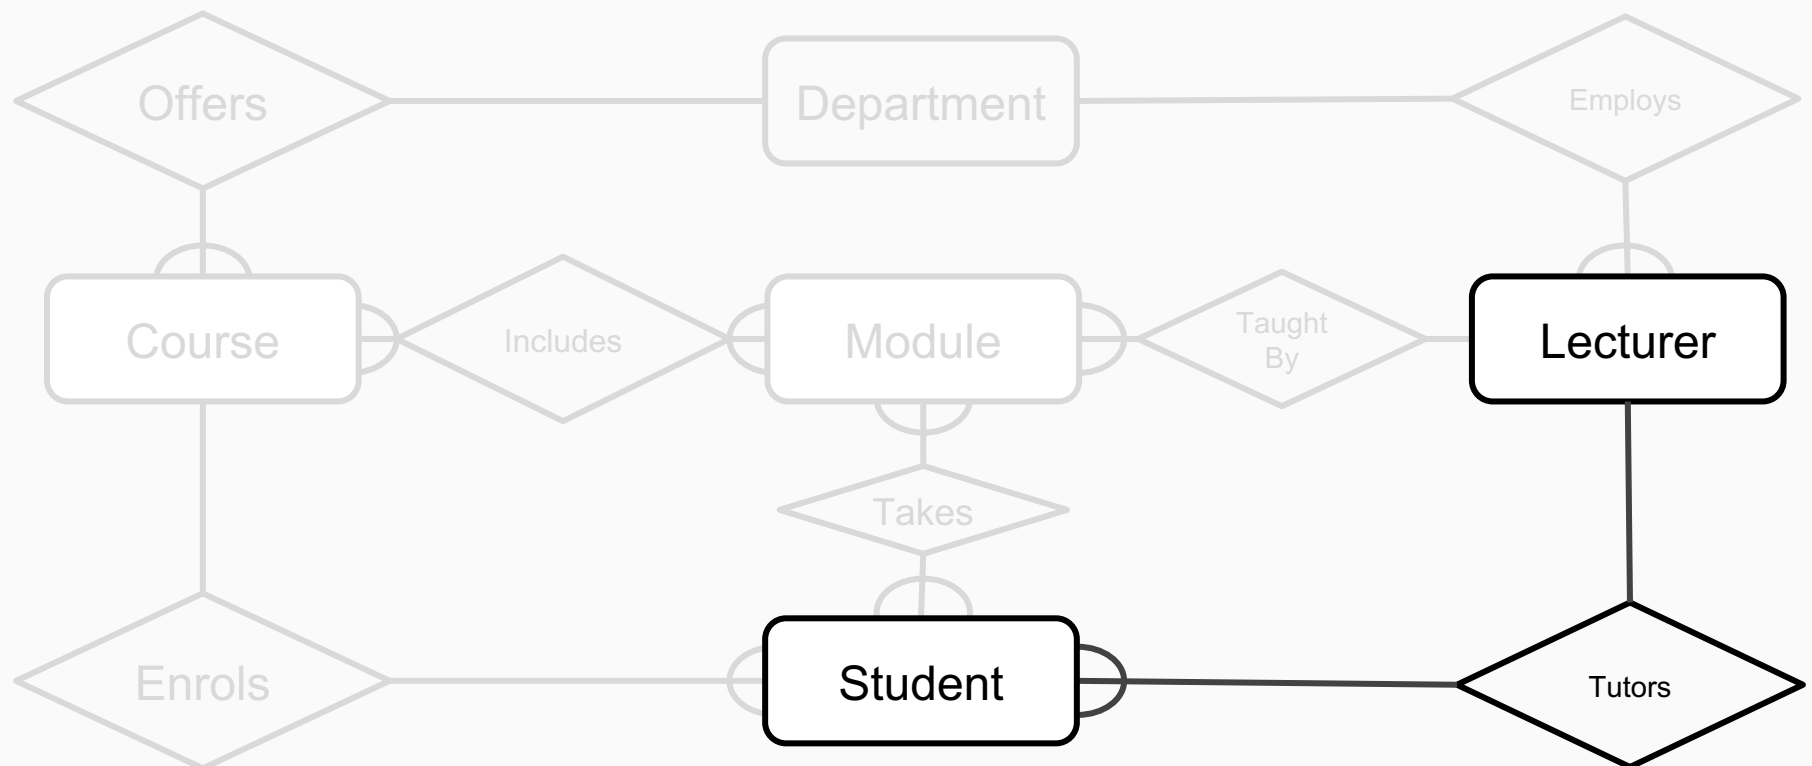 Offers
Department
Employs
Course
Includes
Module
Taught
By
Lecturer
Takes
Enrols
Student
Tutors